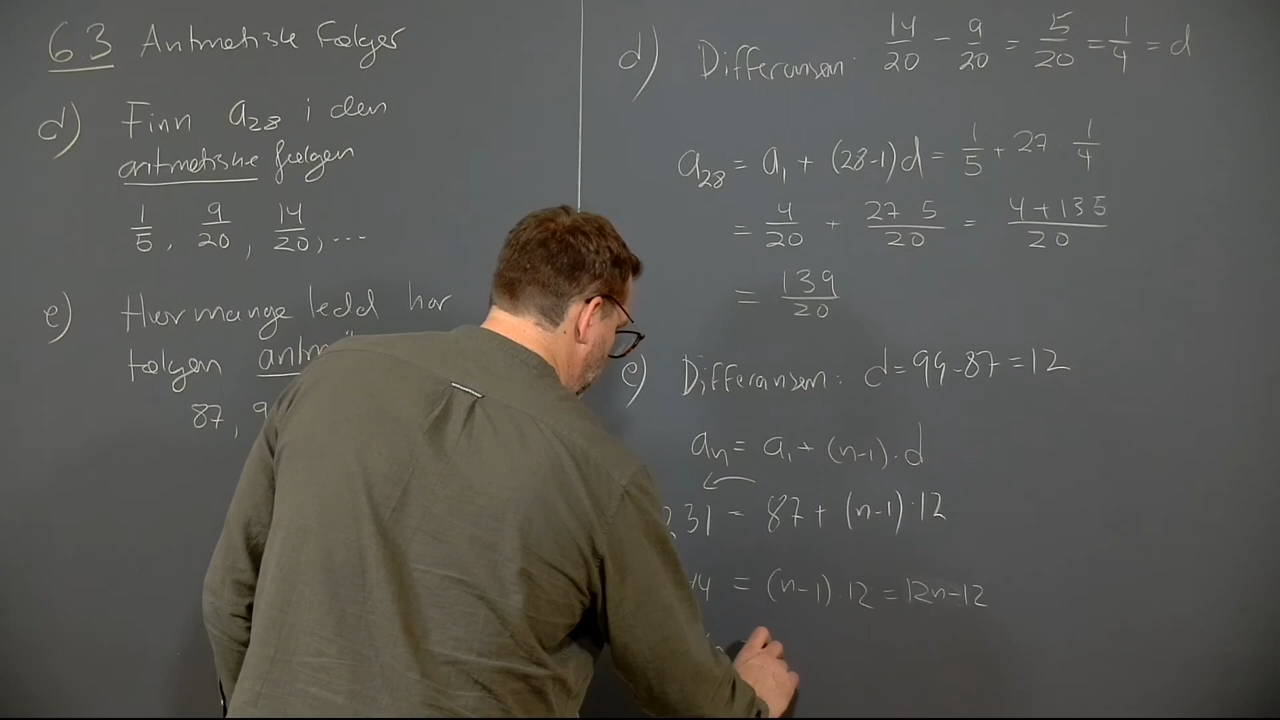 6.3 Aritmetiske Følger
d) Finn a₂₈ i den
aritmetiske følgen
1/5, 9/20, 14/20, ...
e) Hvor mange ledd har
følgen
87,
d) Differansen: 14/20 - 9/20 = 5/20 = 1/4 = d
a₂₈ = a₁ + (28-1)d = 1/5 + 27 · 1/4
= 4/20 + 27·5/20 = 4+135/20
= 139/20
e) Differansen: d = 99-87 = 12
aₙ = a₁ + (n-1)·d
231 = 87 + (n-1)·12
= (n-1)·12 = 12n-12